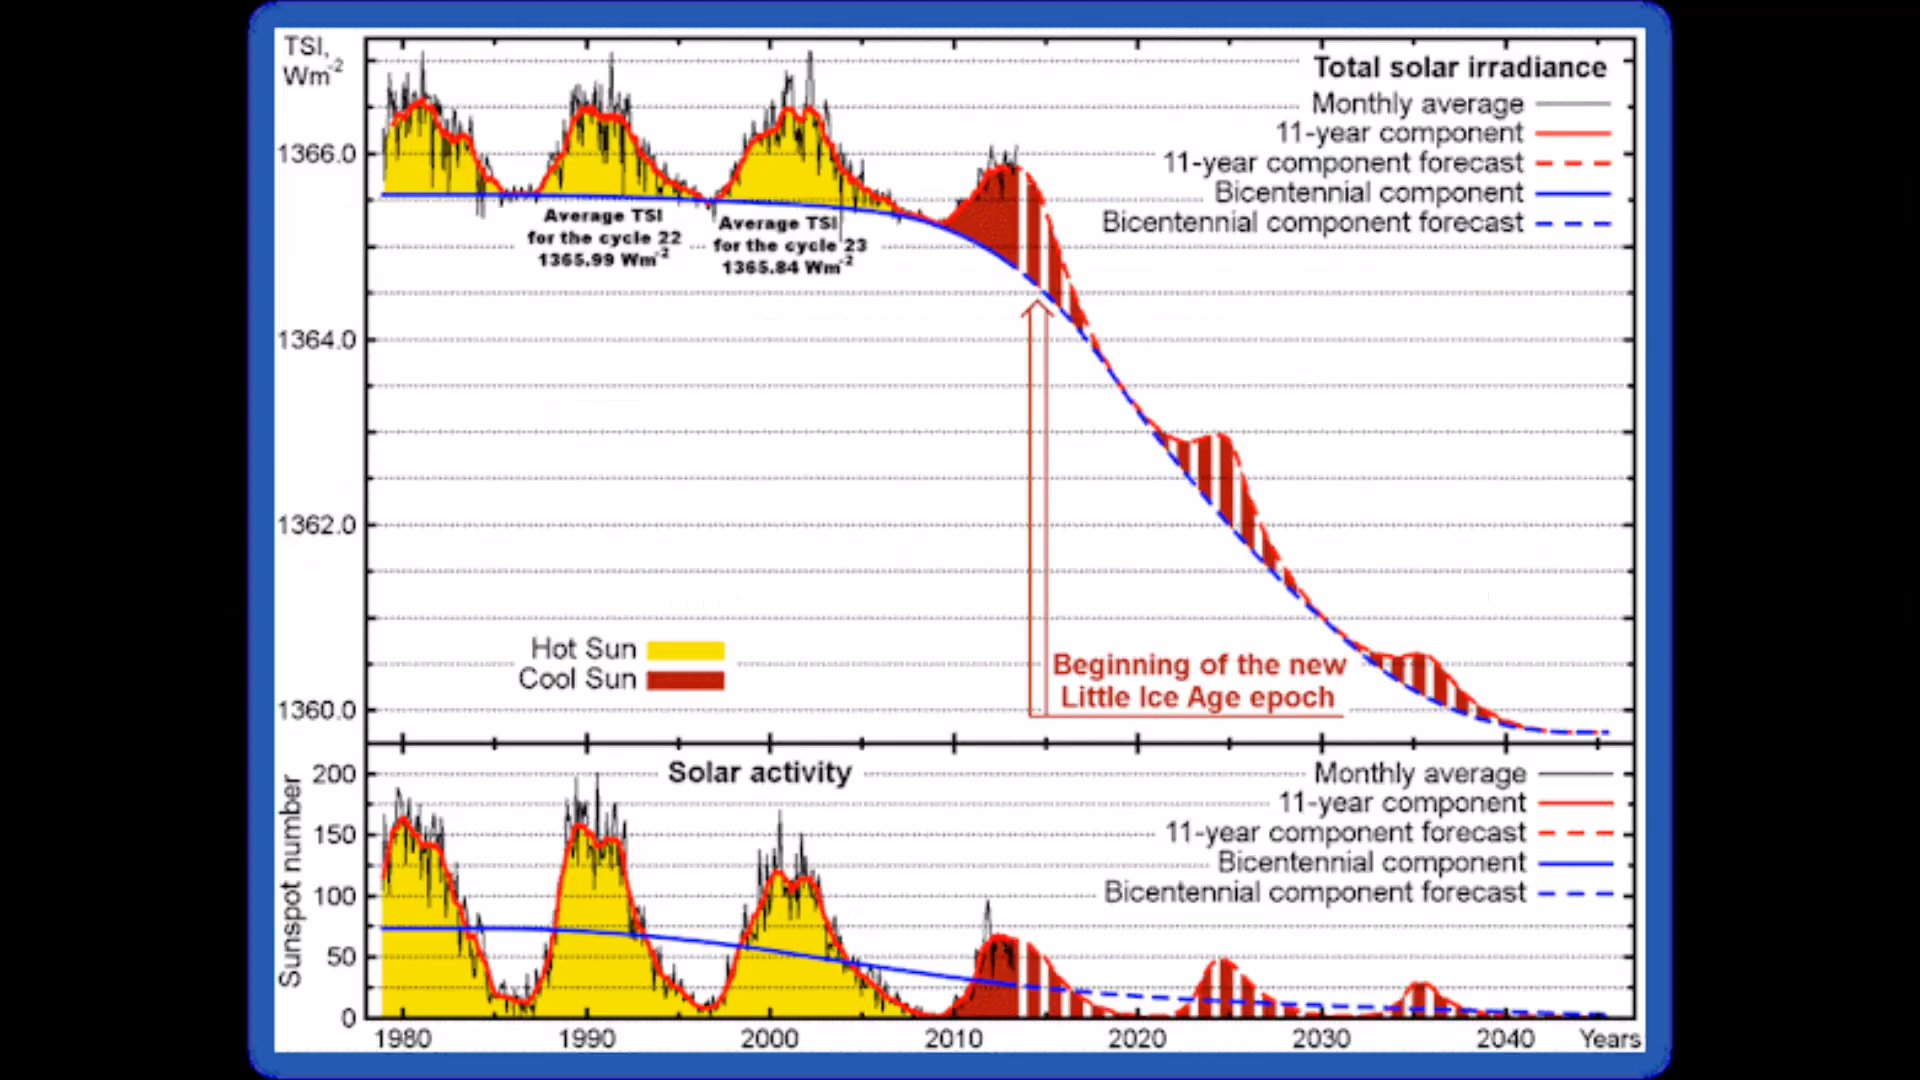 TSI,
Wm-2
Total solar irradiance
Monthly average
11-year component
11-year component forecast
Bicentennial component
Bicentennial component forecast
1366.0
1364.0
1362.0
1360.0
Average TSI
for the cycle 22
1365.99 Wm-2
Average TSI
for the cycle 23
1365.84 Wm-2
Hot Sun
Cool Sun
Beginning of the new
Little Ice Age epoch
Solar activity
Monthly average
11-year component
11-year component forecast
Bicentennial component
Bicentennial component forecast
Sunspot number
200
150
100
50
0
1980 1990 2000 2010 2020 2030 2040 Years